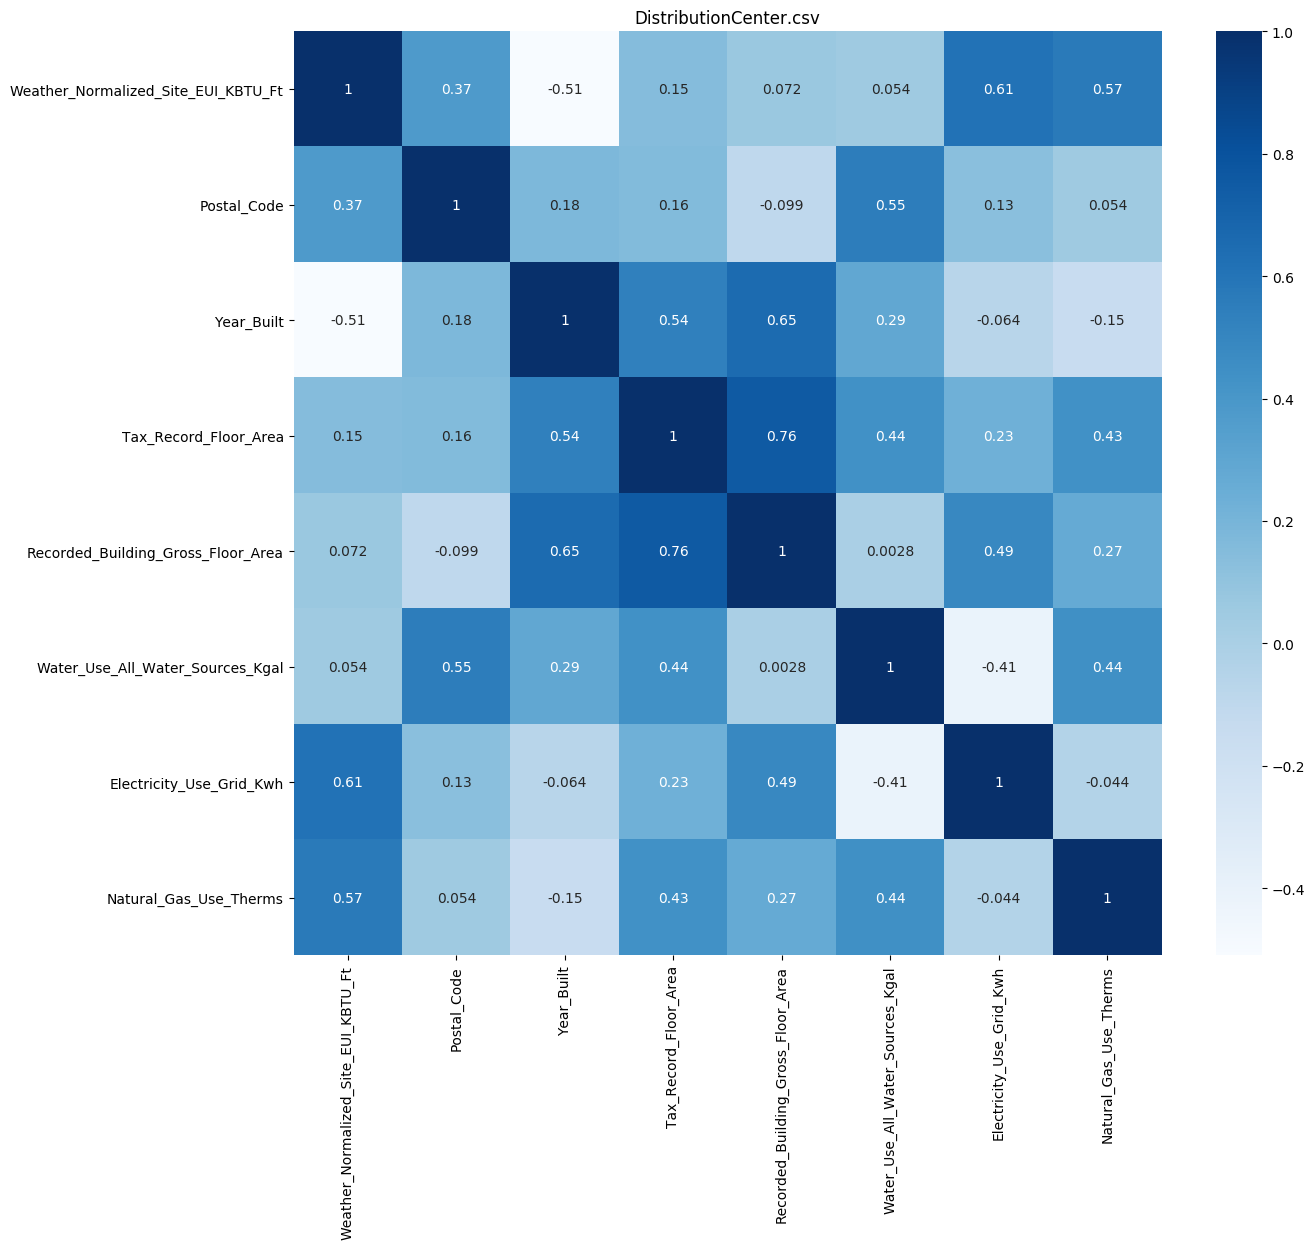 DistributionCenter.csv
Weather_Normalized_Site_EUI_KBTU_Ft 1 0.37 -0.51 0.15 0.072 0.054 0.61 0.57
Postal_Code 0.37 1 0.18 0.16 -0.099 0.55 0.13 0.054
Year_Built -0.51 0.18 1 0.54 0.65 0.29 -0.064 -0.15
Tax_Record_Floor_Area 0.15 0.16 0.54 1 0.76 0.44 0.23 0.43
Recorded_Building_Gross_Floor_Area 0.072 -0.099 0.65 0.76 1 0.0028 0.49 0.27
Water_Use_All_Water_Sources_Kgal 0.054 0.55 0.29 0.44 0.0028 1 -0.41 0.44
Electricity_Use_Grid_Kwh 0.61 0.13 -0.064 0.23 0.49 -0.41 1 -0.044
Natural_Gas_Use_Therms 0.57 0.054 -0.15 0.43 0.27 0.44 -0.044 1
Weather_Normalized_Site_EUI_KBTU_Ft
Postal_Code
Year_Built
Tax_Record_Floor_Area
Recorded_Building_Gross_Floor_Area
Water_Use_All_Water_Sources_Kgal
Electricity_Use_Grid_Kwh
Natural_Gas_Use_Therms
1.0
0.8
0.6
0.4
0.2
0.0
−0.2
−0.4